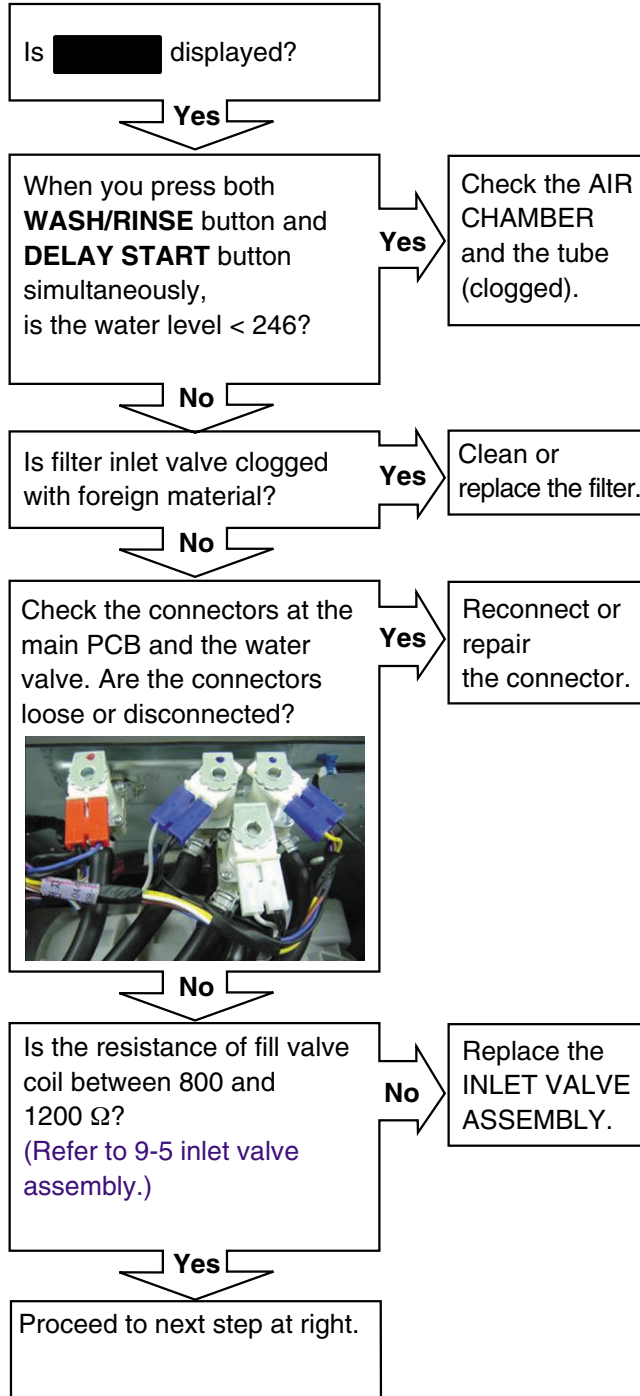 Is displayed?
Yes
When you press both
WASH/RINSE button and
DELAY START button
simultaneously,
is the water level < 246?
Yes
Check the AIR
CHAMBER
and the tube
(clogged).
No
Is filter inlet valve clogged
with foreign material?
Yes
Clean or
replace the filter.
No
Check the connectors at the
main PCB and the water
valve. Are the connectors
loose or disconnected?
Yes
Reconnect or
repair
the connector.
No
Is the resistance of fill valve
coil between 800 and
1200 Ω?
(Refer to 9-5 inlet valve
assembly.)
No
Replace the
INLET VALVE
ASSEMBLY.
Yes
Proceed to next step at right.